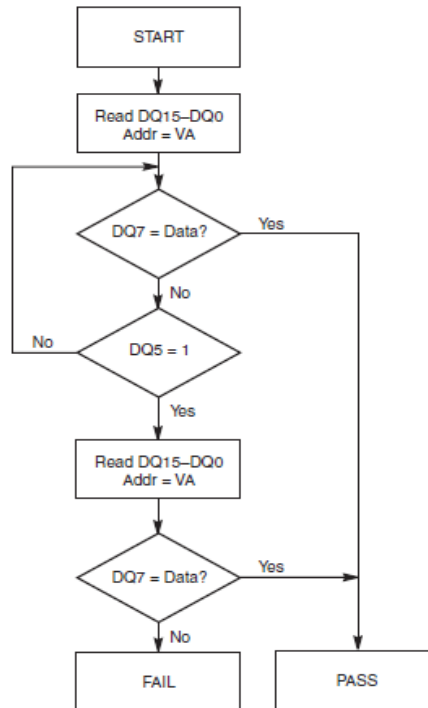 START
Read DQ15–DQ0
Addr = VA
DQ7 = Data?
Yes
No
No
DQ5 = 1
Yes
Read DQ15–DQ0
Addr = VA
DQ7 = Data?
Yes
No
FAIL
PASS